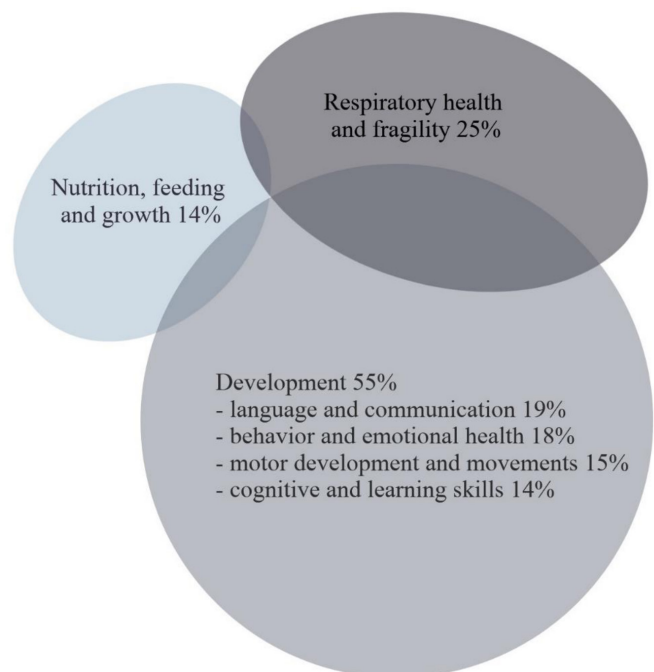 Respiratory health
and fragility 25%
Nutrition, feeding
and growth 14%
Development 55%
- language and communication 19%
- behavior and emotional health 18%
- motor development and movements 15%
- cognitive and learning skills 14%